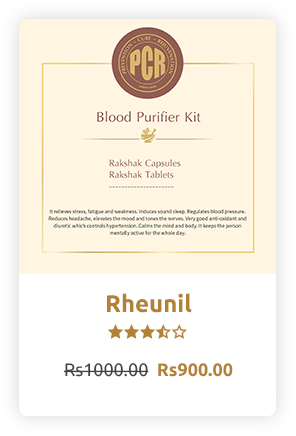 PREVENTION ~ CURE ~ REJUVENATION
PCR
Blood Purifier Kit
Rakshak Capsules
Rakshak Tablets
----------------------
It relieves stress, fatigue and weakness. Induces sound sleep. Regulates blood pressure.
Reduces headache, elevates the mood and tones the nerves. Very good anti-oxidant and
diuretic which controls hypertension. Calms the mind and body. It keeps the person
mentally active for the whole day.
Rheunil
Rs1000.00 Rs900.00